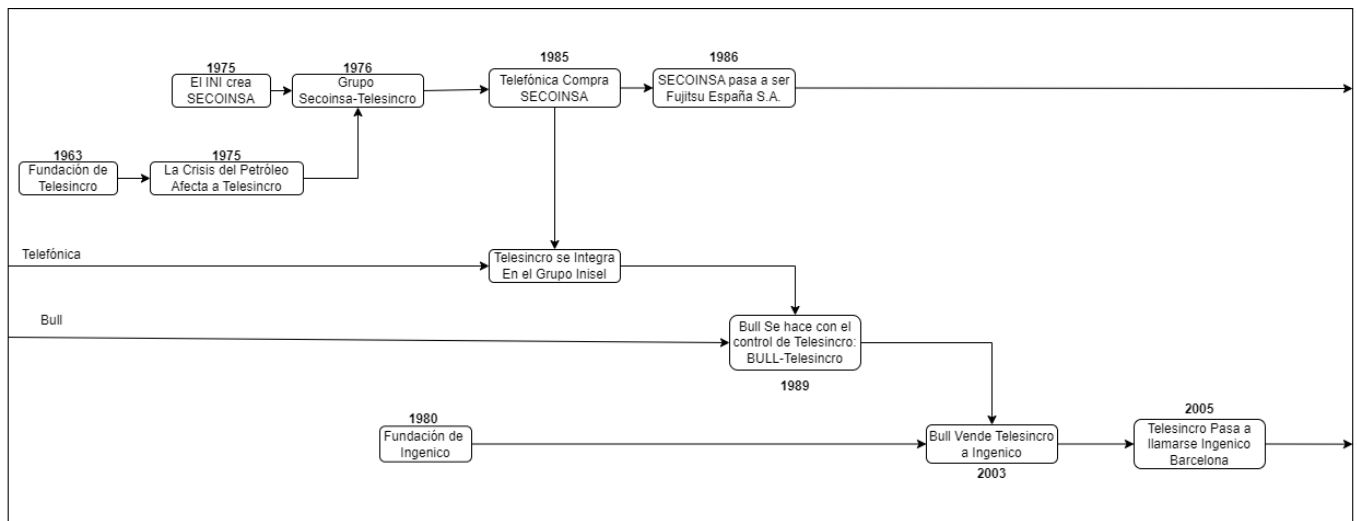 1975
El INI crea
SECOINSA
1976
Grupo
Secoinsa-Telesincro
1985
Telefónica Compra
SECOINSA
1986
SECOINSA pasa a ser
Fujitsu España S.A.
1963
Fundación de
Telesincro
1975
La Crisis del Petróleo
Afecta a Telesincro
Telefónica
Telesincro se Integra
En el Grupo Inisel
Bull
Bull Se hace con el
control de Telesincro:
BULL-Telesincro
1989
1980
Fundación de
Ingenico
Bull Vende Telesincro
a Ingenico
2003
2005
Telesincro Pasa a
llamarse Ingenico
Barcelona